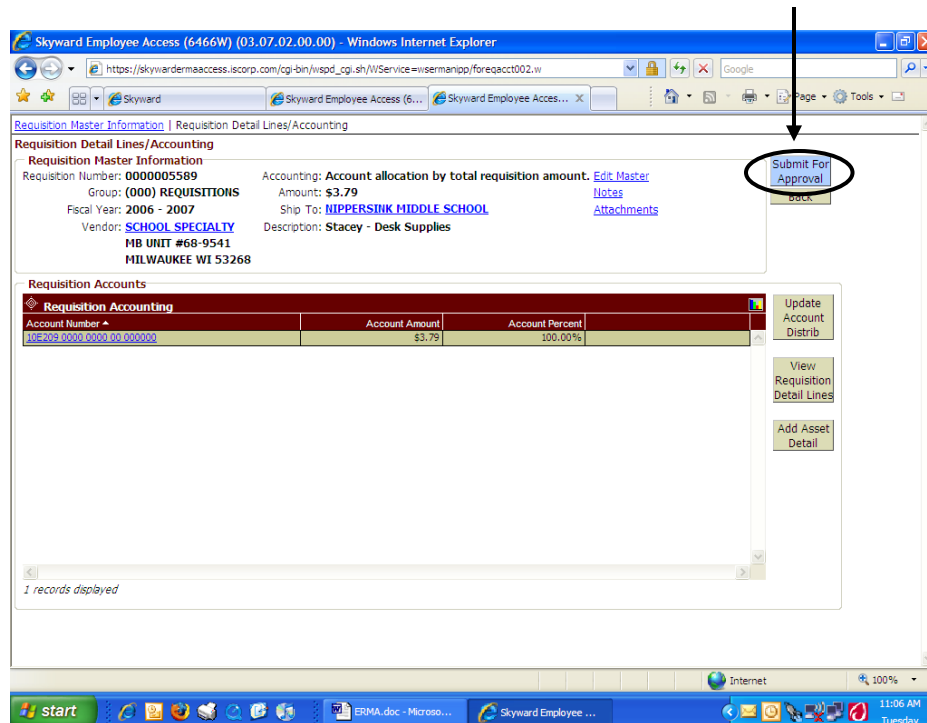 Skyward Employee Access (6466W) (03.07.02.00.00) - Windows Internet Explorer
https://skywardermaaccess.iscorp.com/cgi-bin/wspd_cgi.sh/WService=wsermanipp/foreqacct002.w
Google
Skyward
Skyward Employee Access (6...
Skyward Employee Acces...
Page
Tools
Requisition Master Information | Requisition Detail Lines/Accounting
Requisition Detail Lines/Accounting
Requisition Master Information
Requisition Number: 0000005589 Accounting: Account allocation by total requisition amount. Edit Master
Group: (000) REQUISITIONS Amount: $3.79 Notes
Fiscal Year: 2006 - 2007 Ship To: NIPPERSINK MIDDLE SCHOOL Attachments
Vendor: SCHOOL SPECIALTY Description: Stacey - Desk Supplies
MB UNIT #68-9541
MILWAUKEE WI 53268
Submit For
Approval
Back
Requisition Accounts
Requisition Accounting
Account Number Account Amount Account Percent
10E209 0000 0000 00 000000 $3.79 100.00%
Update
Account
Distrib
View
Requisition
Detail Lines
Add Asset
Detail
1 records displayed
Internet 100%
start
ERMA.doc - Microso...
Skyward Employee ...
11:06 AM
Tuesday